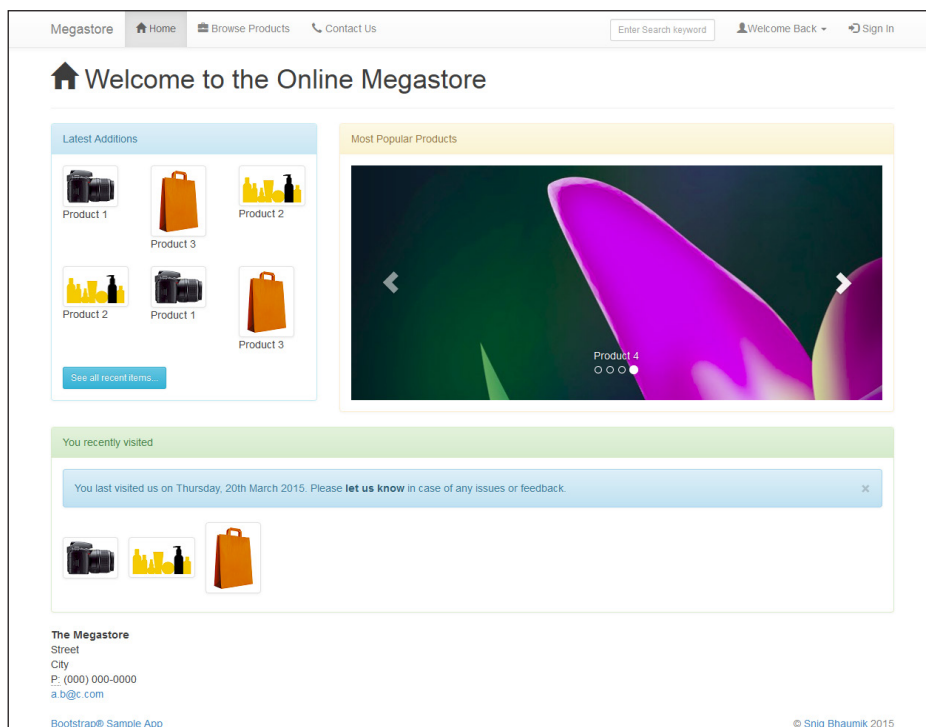 Megastore Home Browse Products Contact Us Enter Search keyword Welcome Back Sign In
Welcome to the Online Megastore
Latest Additions
Product 1
Product 3
Product 2
Product 2
Product 1
Product 3
See all recent items...
Most Popular Products
Product 4
You recently visited
You last visited us on Thursday, 20th March 2015. Please let us know in case of any issues or feedback. ×
The Megastore
Street
City
P: (000) 000-0000
a.b@c.com
Bootstrap® Sample App © Snig Bhaumik 2015